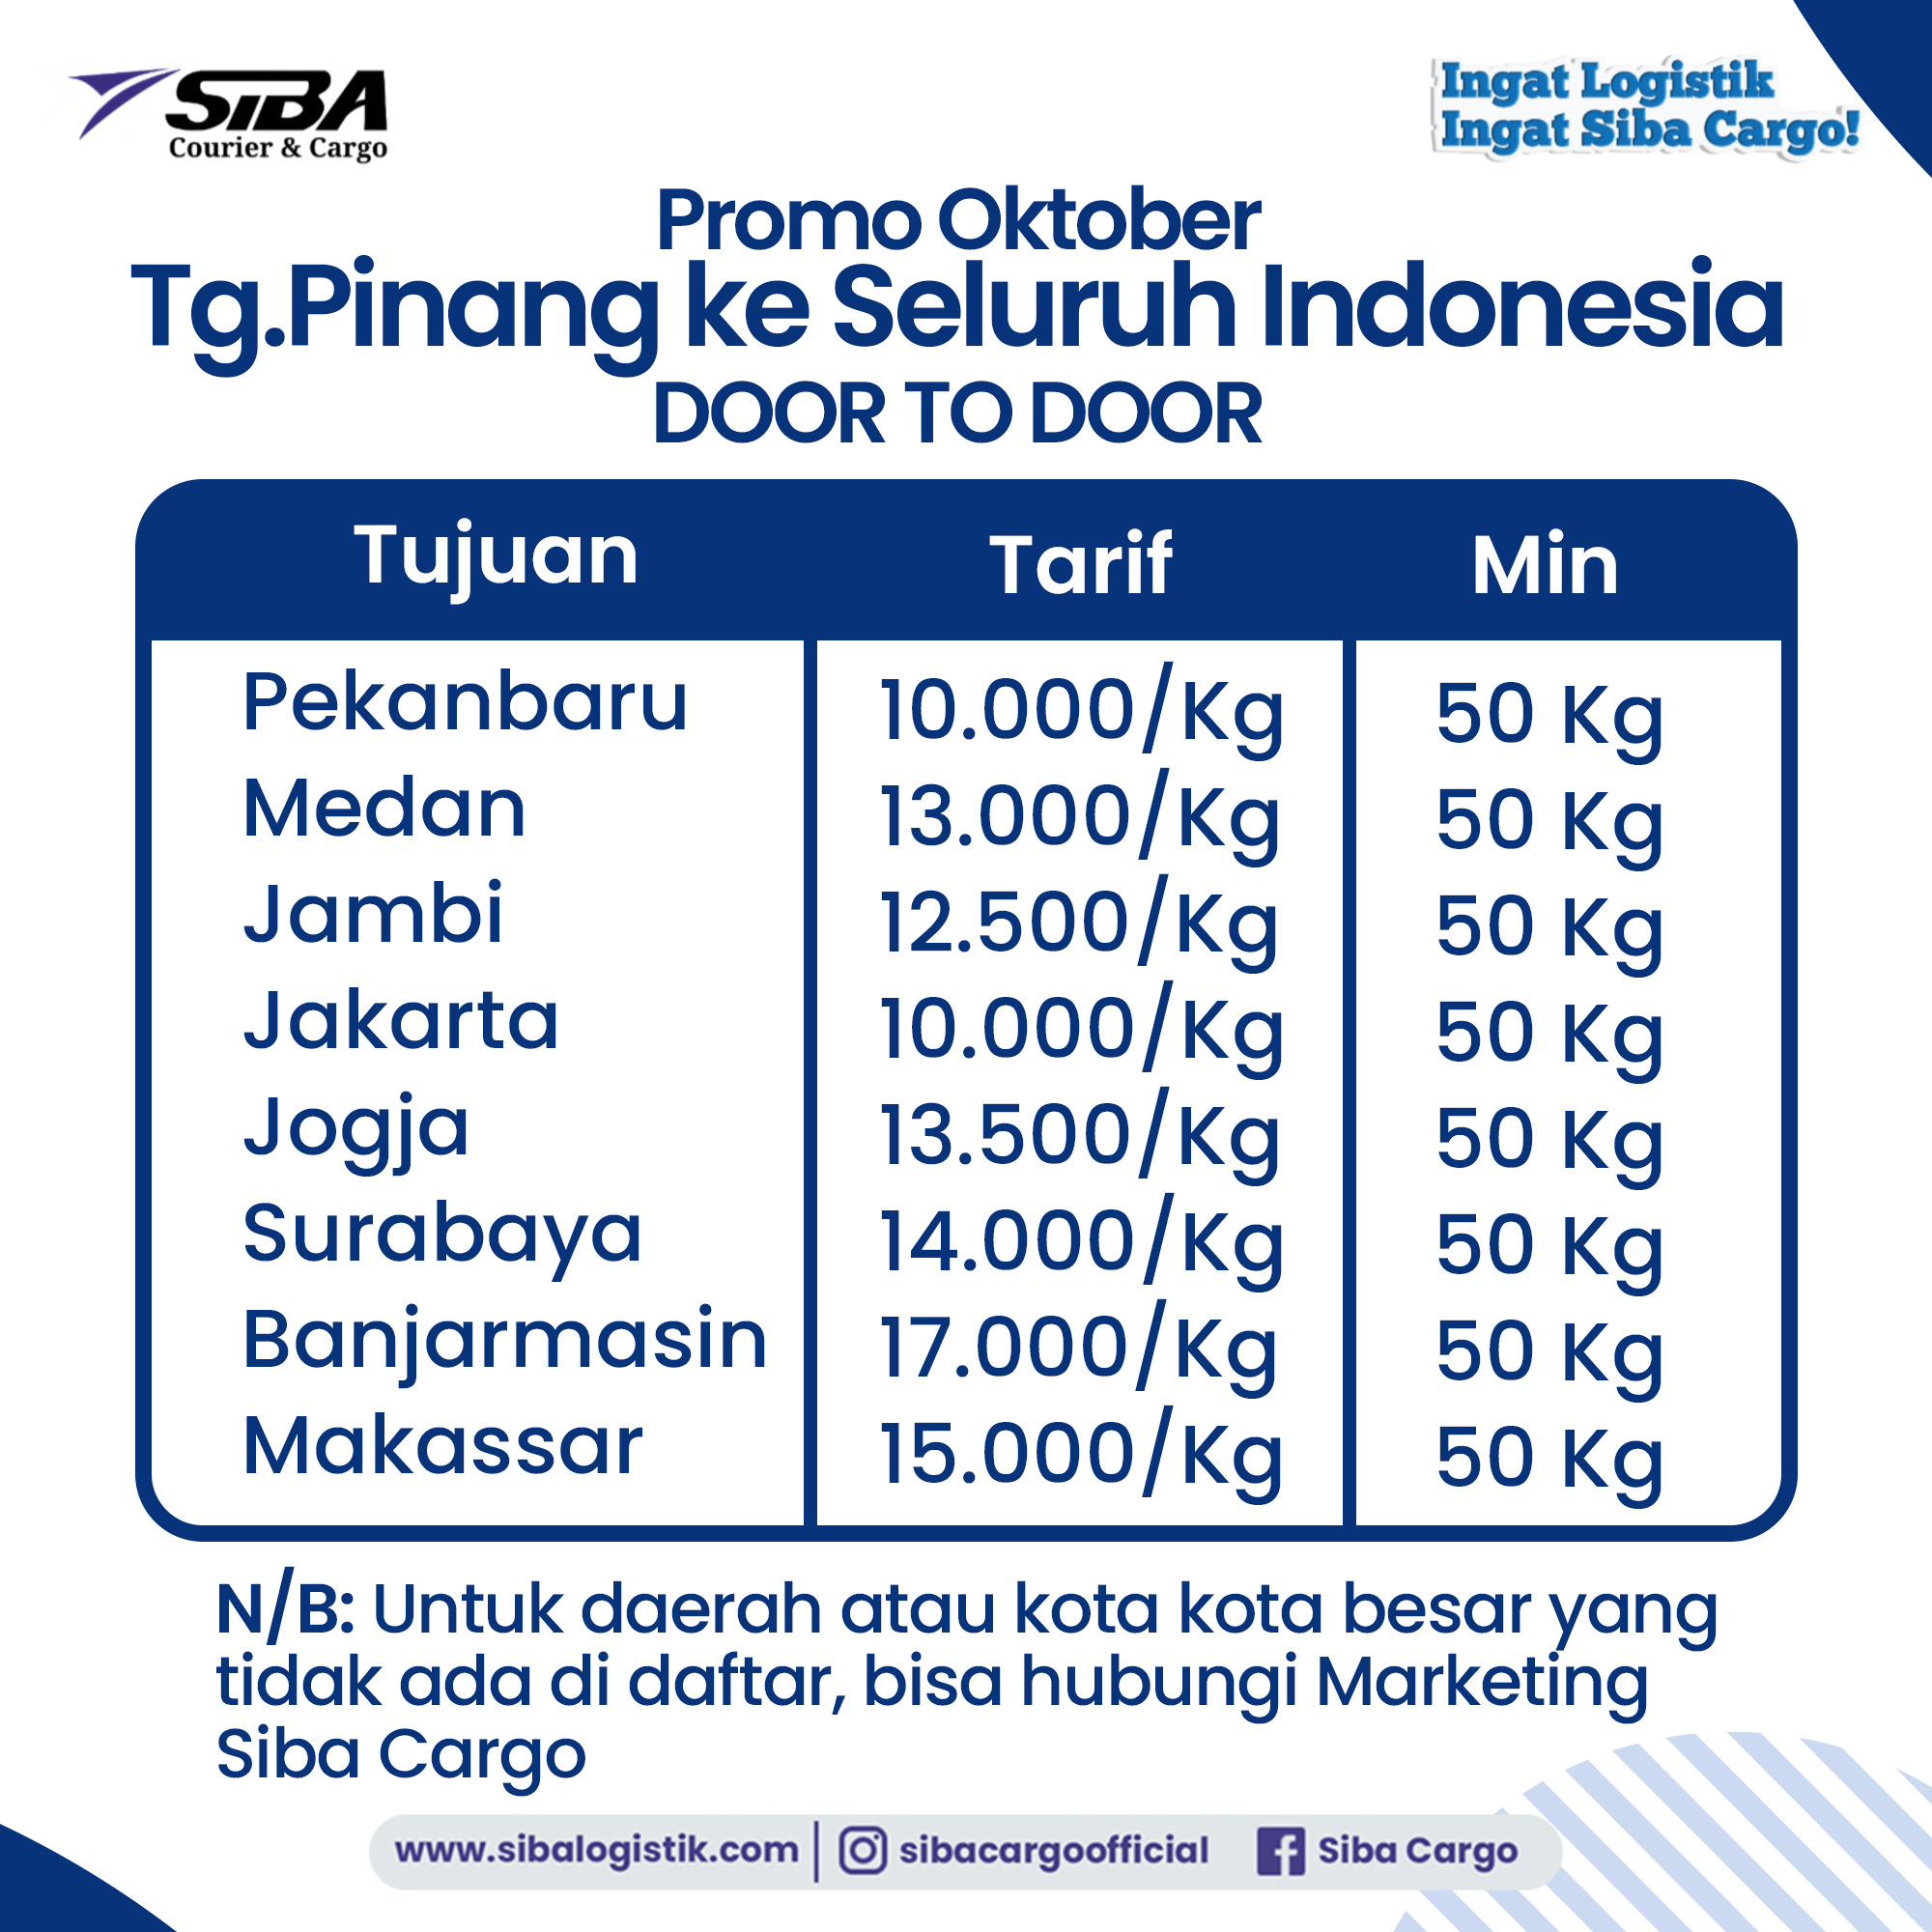 SIBA
Courier & Cargo
Ingat Logistik
Ingat Siba Cargo!
Promo Oktober
Tg.Pinang ke Seluruh Indonesia
DOOR TO DOOR
Tujuan Tarif Min
Pekanbaru 10.000/Kg 50 Kg
Medan 13.000/Kg 50 Kg
Jambi 12.500/Kg 50 Kg
Jakarta 10.000/Kg 50 Kg
Jogja 13.500/Kg 50 Kg
Surabaya 14.000/Kg 50 Kg
Banjarmasin 17.000/Kg 50 Kg
Makassar 15.000/Kg 50 Kg
N/B: Untuk daerah atau kota kota besar yang
tidak ada di daftar, bisa hubungi Marketing
Siba Cargo
www.sibalogistik.com | sibacargoofficial Siba Cargo